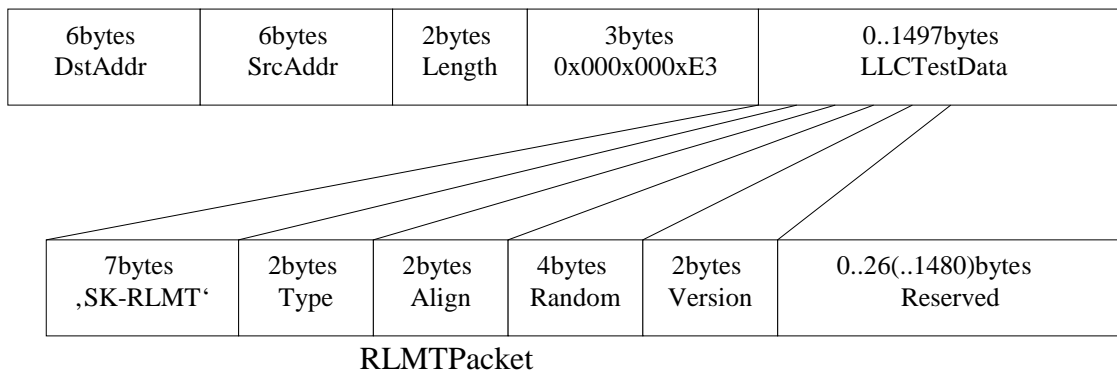 6bytes 6bytes 2bytes 3bytes 0..1497bytes
DstAddr SrcAddr Length 0x000x000xE3 LLCTestData
7bytes 2bytes 2bytes 4bytes 2bytes 0..26(..1480)bytes
‚SK-RLMT‘ Type Align Random Version Reserved
RLMTPacket